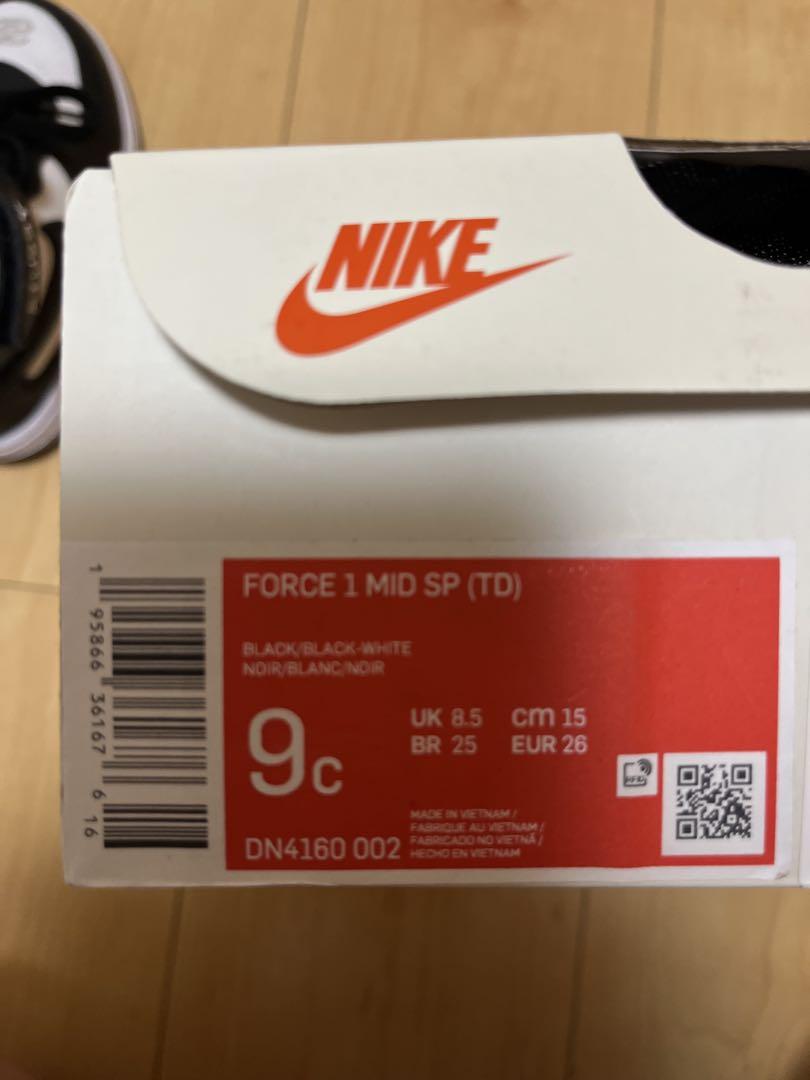 NIKE
FORCE 1 MID SP (TD)
BLACK/BLACK-WHITE
NOIR/BLANC/NOIR
9c
UK 8.5 cm 15
BR 25 EUR 26
DN4160 002
MADE IN VIETNAM /
FABRIQUE AU VIETNAM /
FABRICADO NO VIETNÃ /
HECHO EN VIETNAM
1 95866 36167 6 16